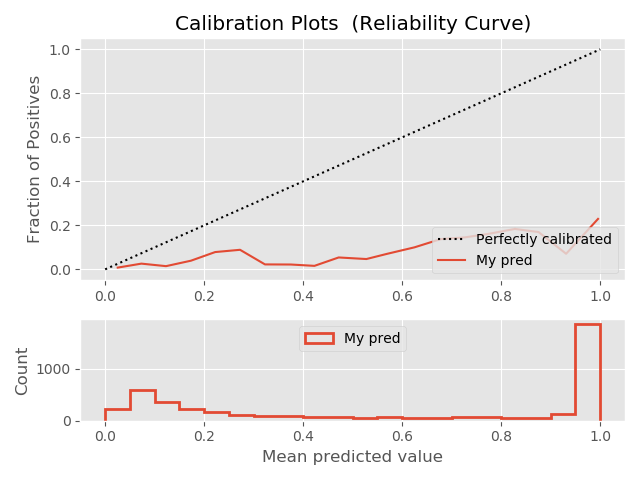 Calibration Plots (Reliability Curve)
Fraction of Positives
1.0
0.8
0.6
0.4
0.2
0.0
Perfectly calibrated
My pred
0.0 0.2 0.4 0.6 0.8 1.0
Count
1000
0
My pred
0.0 0.2 0.4 0.6 0.8 1.0
Mean predicted value